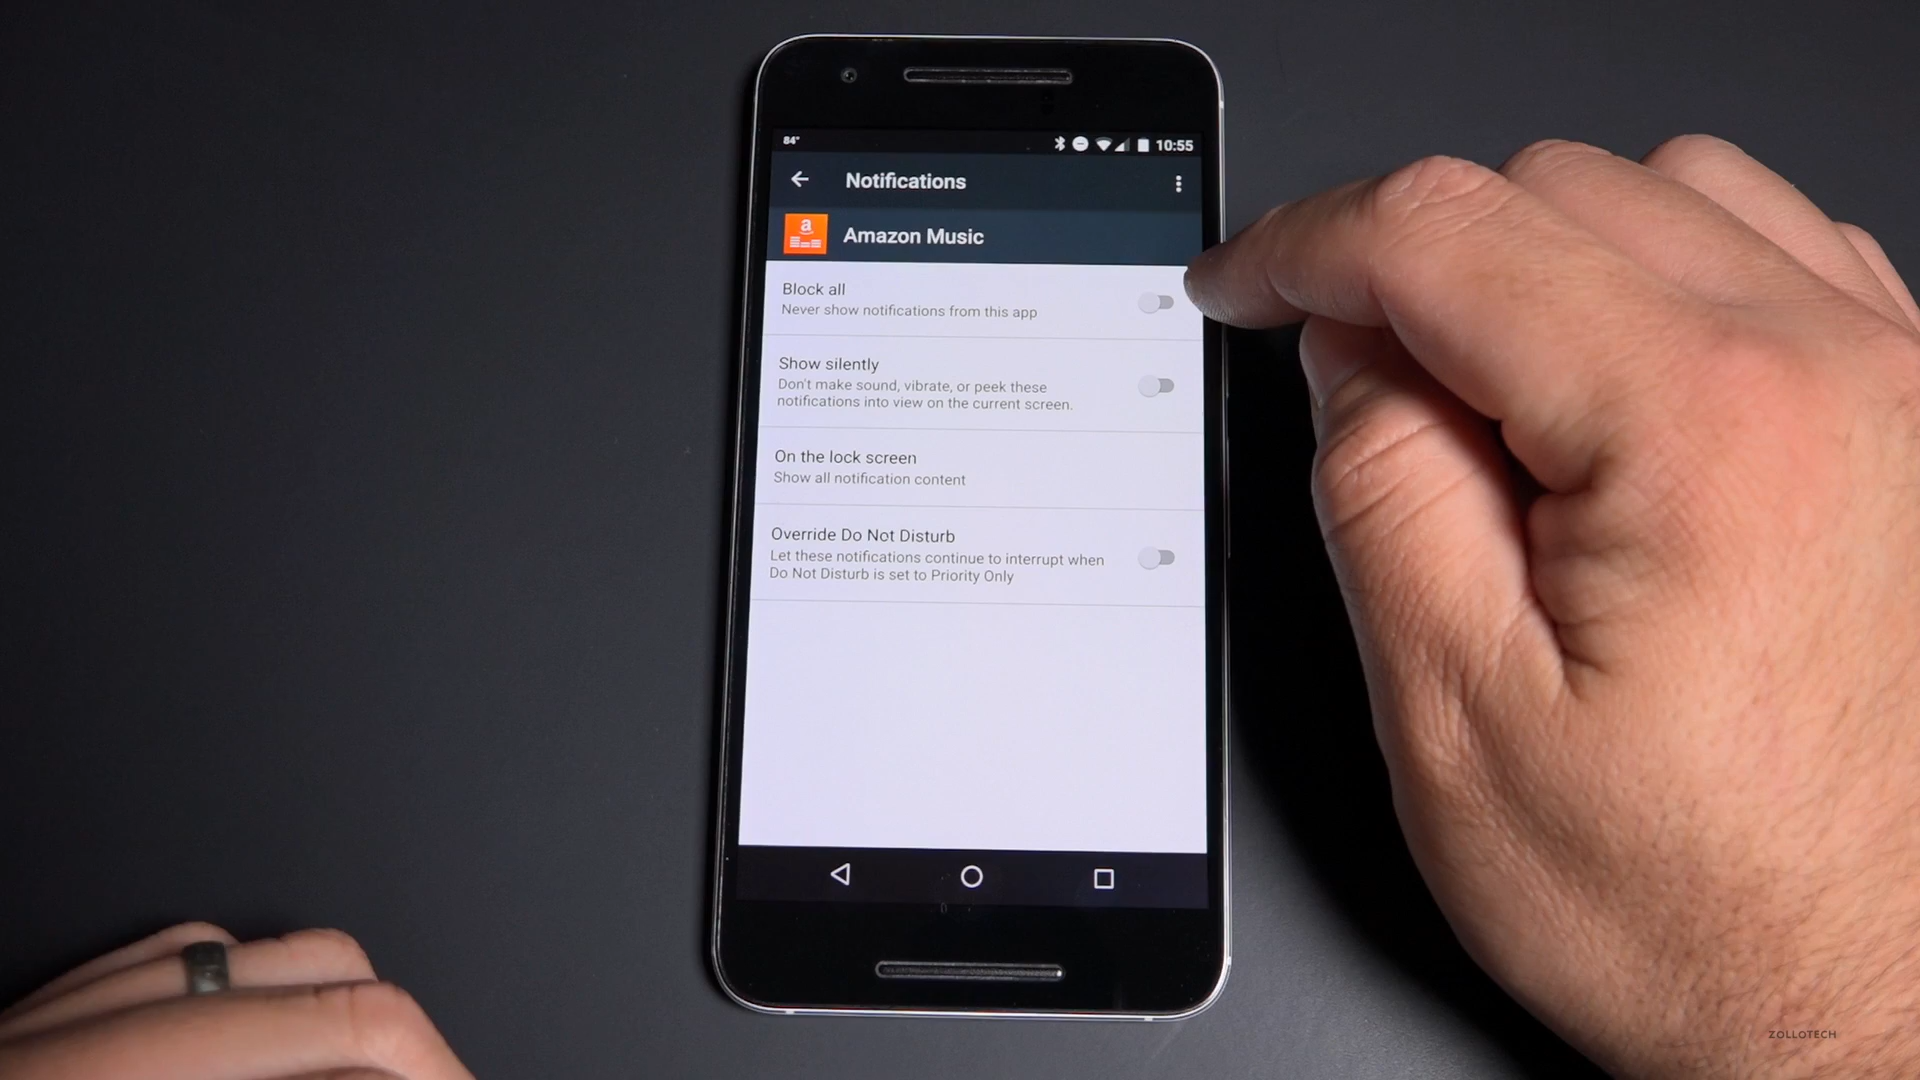 84°
10:55
Notifications
a
Amazon Music
Block all
Never show notifications from this app
Show silently
Don't make sound, vibrate, or peek these
notifications into view on the current screen.
On the lock screen
Show all notification content
Override Do Not Disturb
Let these notifications continue to interrupt when
Do Not Disturb is set to Priority Only
ZOLLOTECH